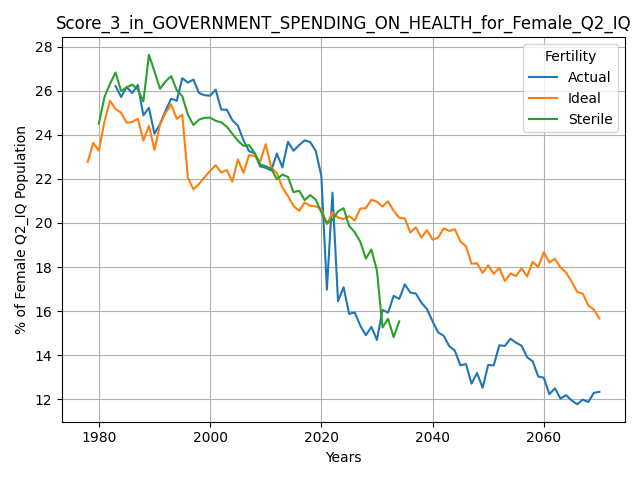 Score_3_in_GOVERNMENT_SPENDING_ON_HEALTH_for_Female_Q2_IQ
Fertility
Actual
Ideal
Sterile
% of Female Q2_IQ Population
28
26
24
22
20
18
16
14
12
1980
2000
2020
2040
2060
Years